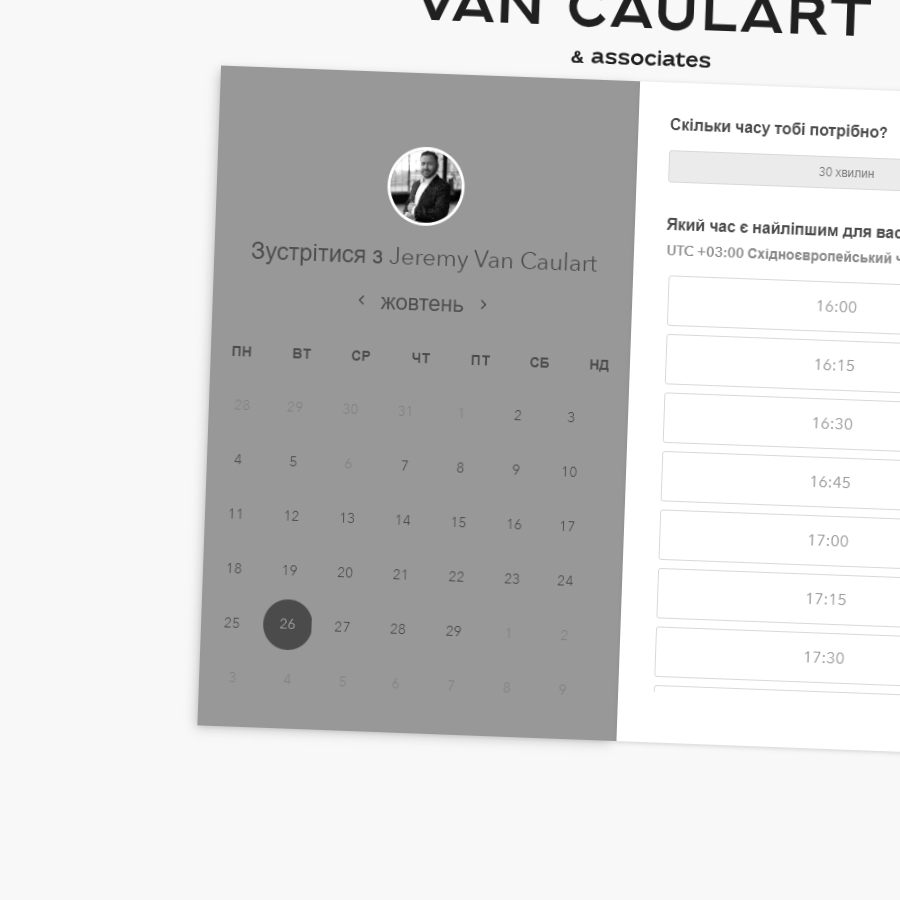 VAN CAULART
& associates
Зустрітися з Jeremy Van Caulart
жовтень
ПН ВТ СР ЧТ ПТ СБ НД
28 29 30 31 1 2 3
4 5 6 7 8 9 10
11 12 13 14 15 16 17
18 19 20 21 22 23 24
25 26 27 28 29 1 2
3 4 5 6 7 8 9
Скільки часу тобі потрібно?
30 хвилин
Який час є найліпшим для вас
UTC +03:00 Східноєвропейський
16:00
16:15
16:30
16:45
17:00
17:15
17:30